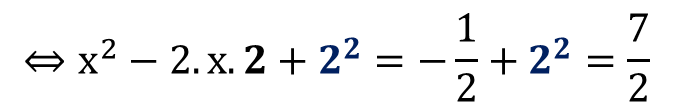 ⇔ x² − 2. x. 2 + 2² = −1/2 + 2² = 7/2